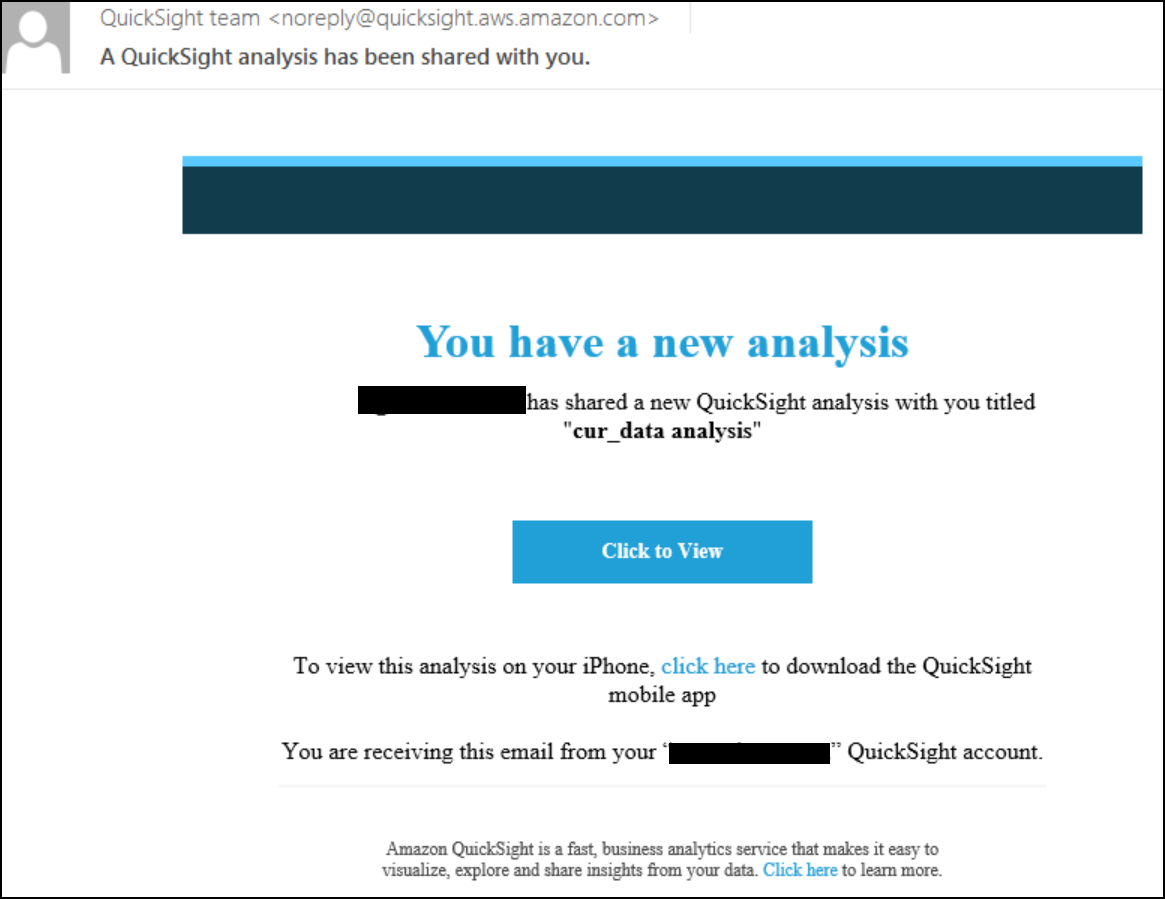 QuickSight team <noreply@quicksight.aws.amazon.com>
A QuickSight analysis has been shared with you.
You have a new analysis
has shared a new QuickSight analysis with you titled
"cur_data analysis"
Click to View
To view this analysis on your iPhone, click here to download the QuickSight
mobile app
You are receiving this email from your “ ” QuickSight account.
Amazon QuickSight is a fast, business analytics service that makes it easy to
visualize, explore and share insights from your data. Click here to learn more.